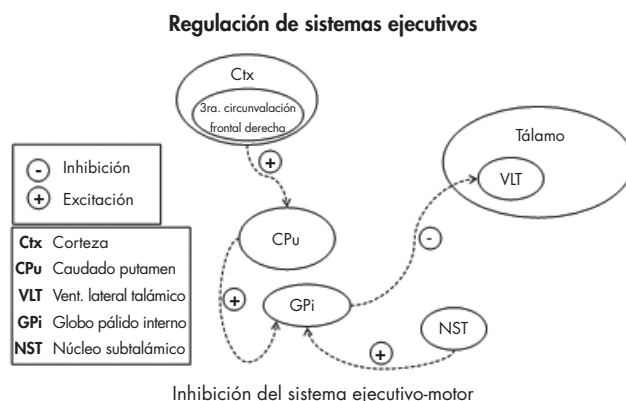 Regulación de sistemas ejecutivos
Ctx
3ra. circunvalación
frontal derecha
+
Tálamo
VLT
- Inhibición
+ Excitación
-
CPu
Ctx Corteza
CPu Caudado putamen
VLT Vent. lateral talámico
GPi Globo pálido interno
NST Núcleo subtalámico
+
GPi
NST
+
Inhibición del sistema ejecutivo-motor